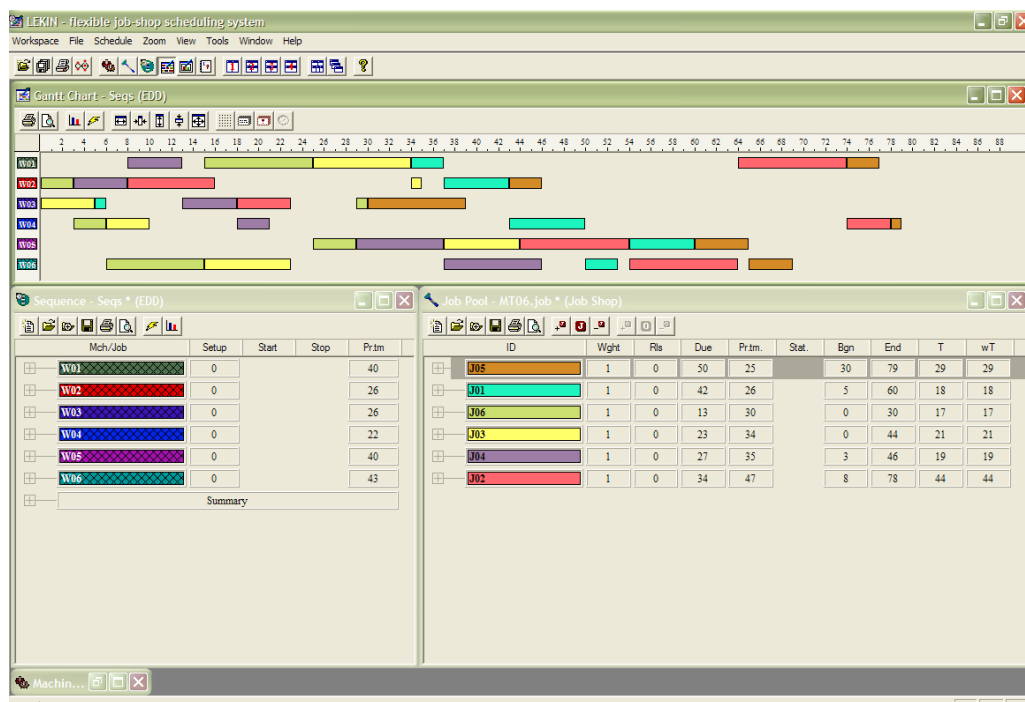 LEKIN - flexible job-shop scheduling system
Workspace File Schedule Zoom View Tools Window Help
Gantt Chart - Seqs (EDD)
2 4 6 8 10 12 14 16 18 20 22 24 26 28 30 32 34 36 38 40 42 44 46 48 50 52 54 56 58 60 62 64 66 68 70 72 74 76 78 80 82 84 86 88
W01
W02
W03
W04
W05
W06
Sequence - Seqs * (EDD)
Mch/Job Setup Start Stop Pr.tm
W01 0 40
W02 0 26
W03 0 26
W04 0 22
W05 0 40
W06 0 43
Summary
Job Pool - MT06.job * (Job Shop)
ID Wght Rls Due Pr.tm. Stat. Bgn End T wT
J05 1 0 50 25 30 79 29 29
J01 1 0 42 26 5 60 18 18
J06 1 0 13 30 0 30 17 17
J03 1 0 23 34 0 44 21 21
J04 1 0 27 35 3 46 19 19
J02 1 0 34 47 8 78 44 44
Machin...